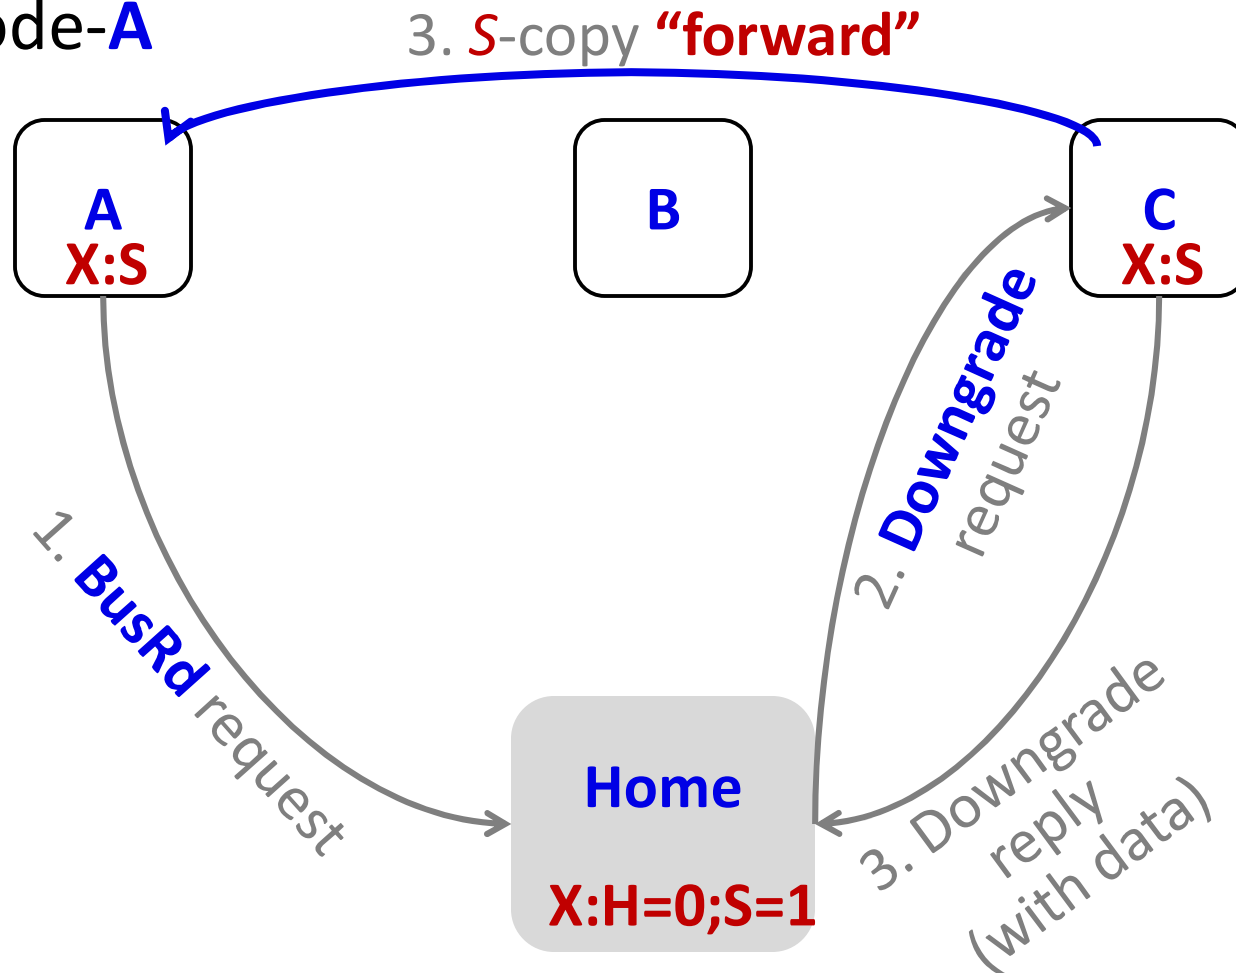 ode-A
3. S-copy “forward”
A
X:S
B
C
X:S
1. BusRd request
2. Downgrade
request
3. Downgrade
reply
(with data)
Home
X:H=0;S=1